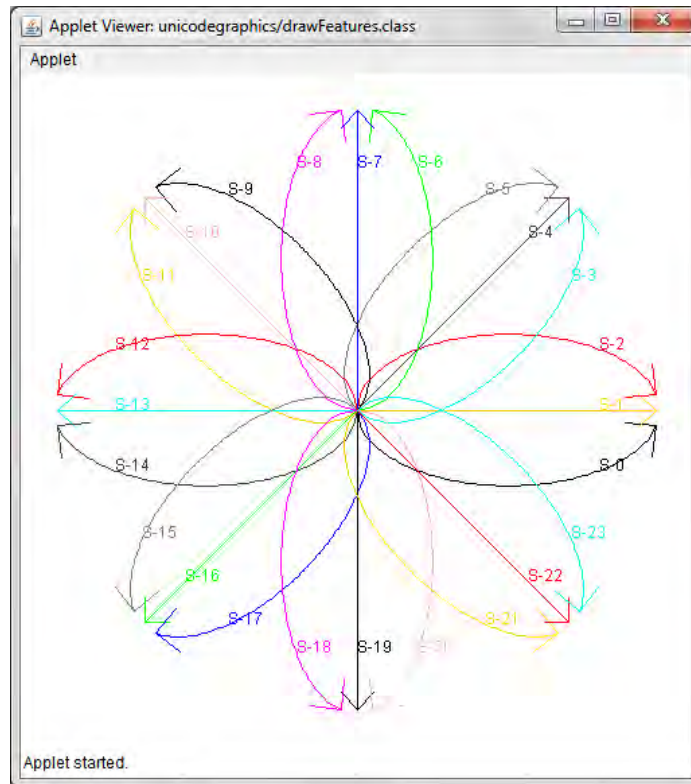 Applet Viewer: unicodegraphics/drawFeatures.class
Applet
S-8
S-7
S-6
S-9
S-5
S-10
S-4
S-11
S-3
S-12
S-2
S-13
S-1
S-14
S-0
S-15
S-23
S-16
S-22
S-17
S-21
S-18
S-19
S-20
Applet started.